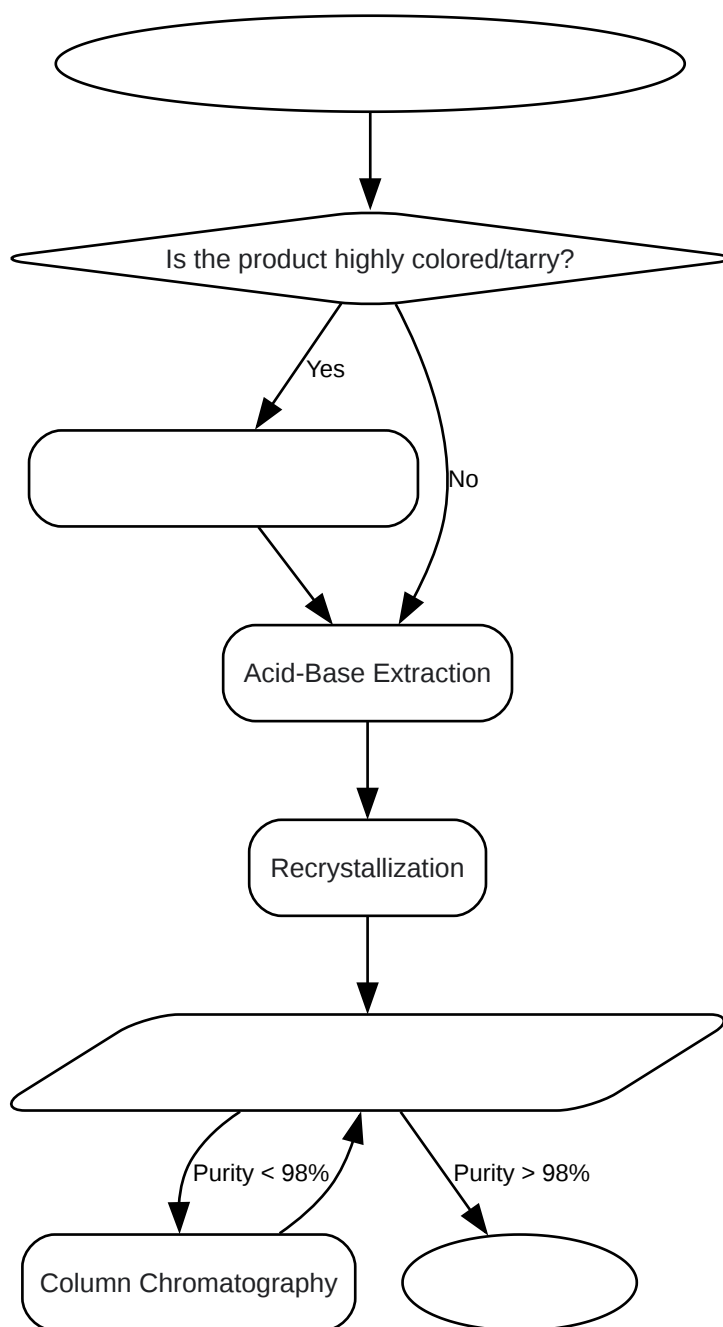 Is the product highly colored/tarry?
Yes
No
Acid-Base Extraction
Recrystallization
Purity < 98%
Purity > 98%
Column Chromatography